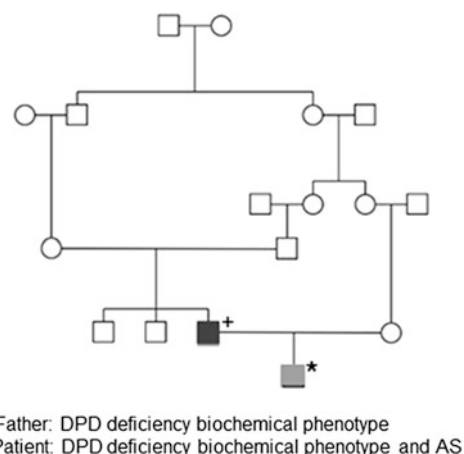 +
*
Father: DPD deficiency biochemical phenotype
Patient: DPD deficiency biochemical phenotype and AS